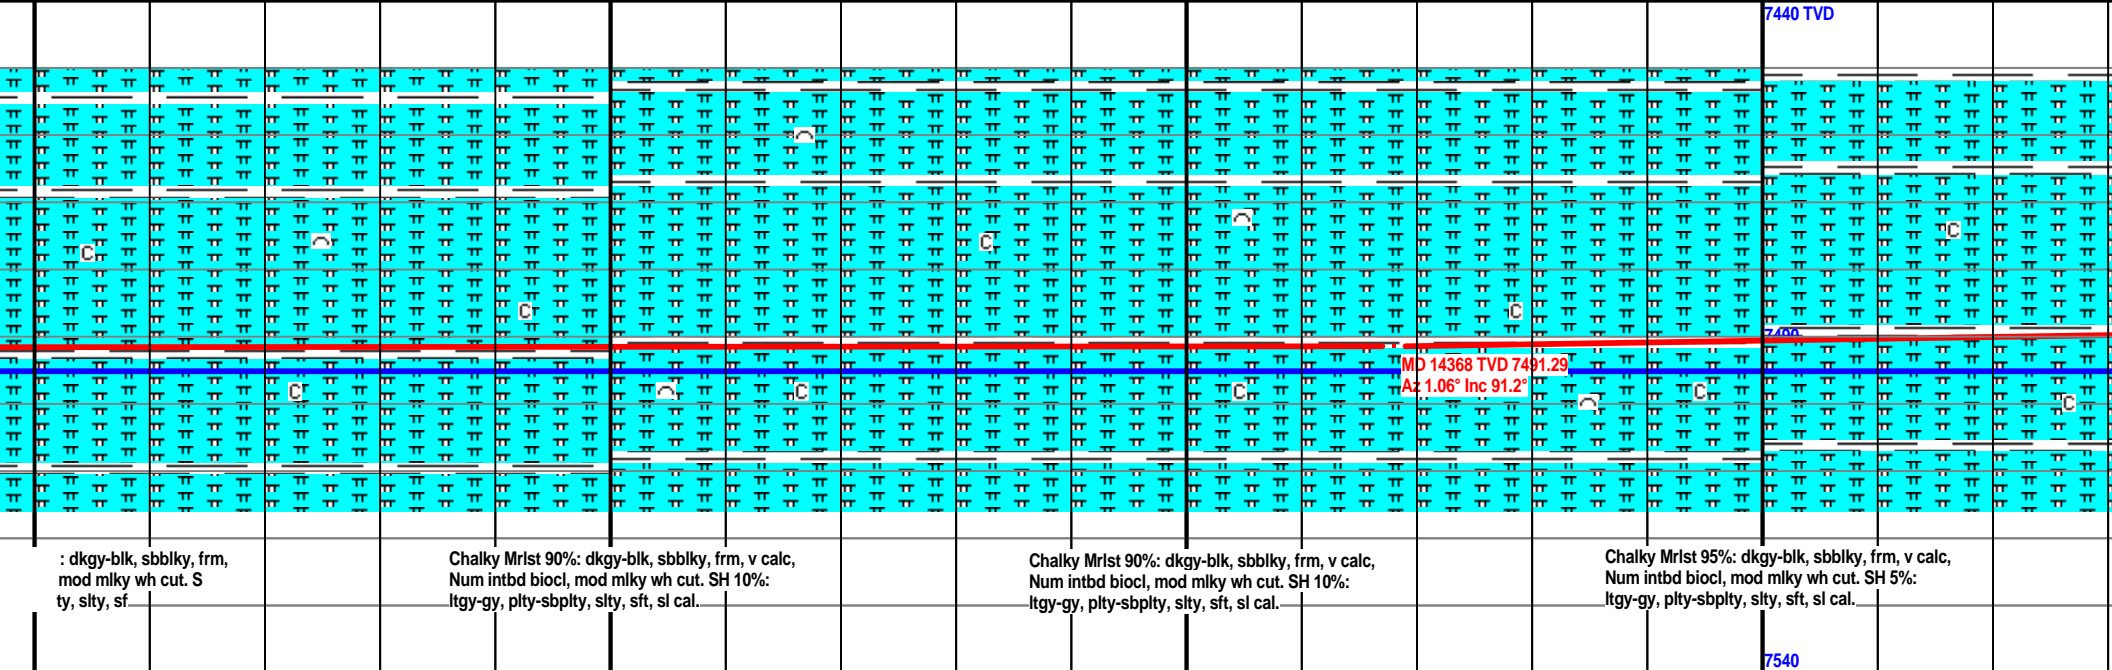 7440 TVD
7490
MD 14368 TVD 7491.29
Az 1.06° Inc 91.2°
: dkgy-blk, sbblky, frm,
mod mlky wh cut. S
ty, slty, sf
Chalky Mrlst 90%: dkgy-blk, sbblky, frm, v calc,
Num intbd biocl, mod mlky wh cut. SH 10%:
ltgy-gy, plty-sbplty, slty, sft, sl cal.
Chalky Mrlst 90%: dkgy-blk, sbblky, frm, v calc,
Num intbd biocl, mod mlky wh cut. SH 10%:
ltgy-gy, plty-sbplty, slty, sft, sl cal.
Chalky Mrlst 95%: dkgy-blk, sbblky, frm, v calc,
Num intbd biocl, mod mlky wh cut. SH 5%:
ltgy-gy, plty-sbplty, slty, sft, sl cal.
7540
C
C
C
C
C
C
C
C
C
C